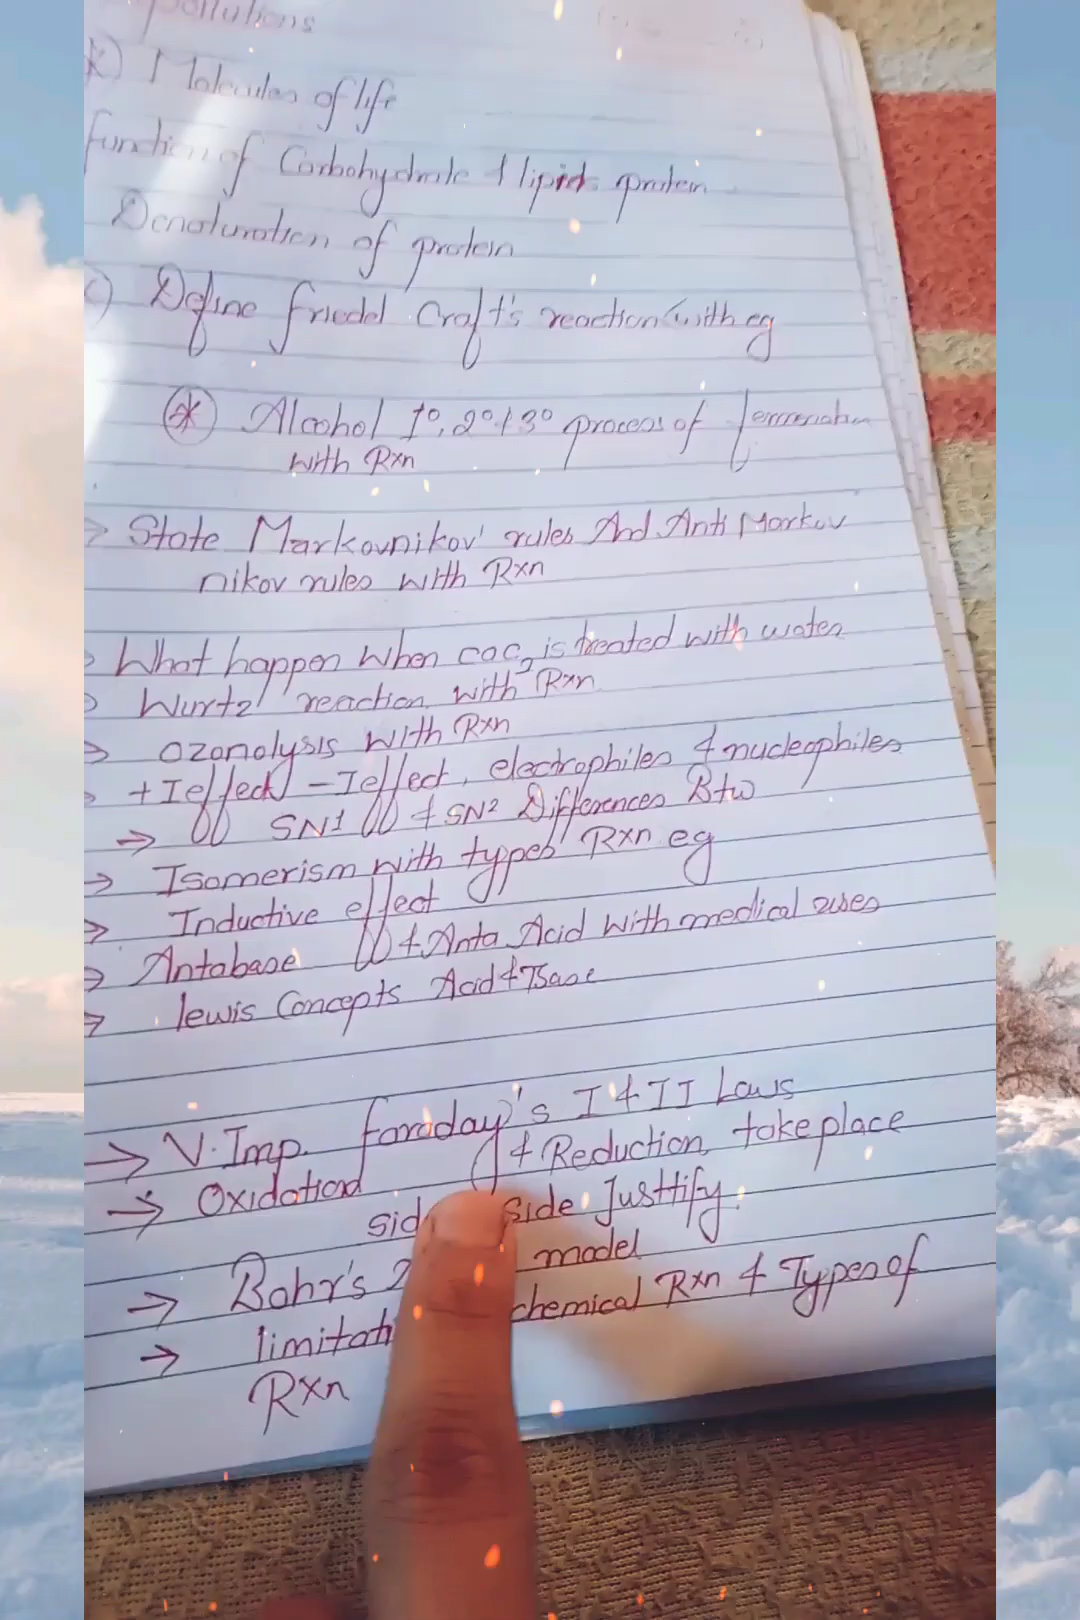 pollutions
*) Molecules of life
function of Carbohydrate & lipids protein
Denaturation of protein
) Define friedel Craft's reaction with eg
* Alcohol 1°, 2° & 3° process of fermenation
with Rxn
→ State Markovnikov' rules And Anti Markov
nikov rules with Rxn
→ What happen when cac2 is treated with water
→ Wurtz' reaction with Rxn
→ ozonolysis with Rxn
→ + I effect, - I effect, electrophiles & nucleophiles
→ SN1 & SN2 Differences Btw
→ Isomerism with types Rxn eg
→ Inductive effect
→ Antabase & Anta Acid with medical uses
→ lewis Concepts Acid & Base
→ V. Imp. faraday's I & II Laws
→ Oxidation & Reduction take place
side Justtify.
→ Bohr's model
→ chemical Rxn & Types of
Rxn